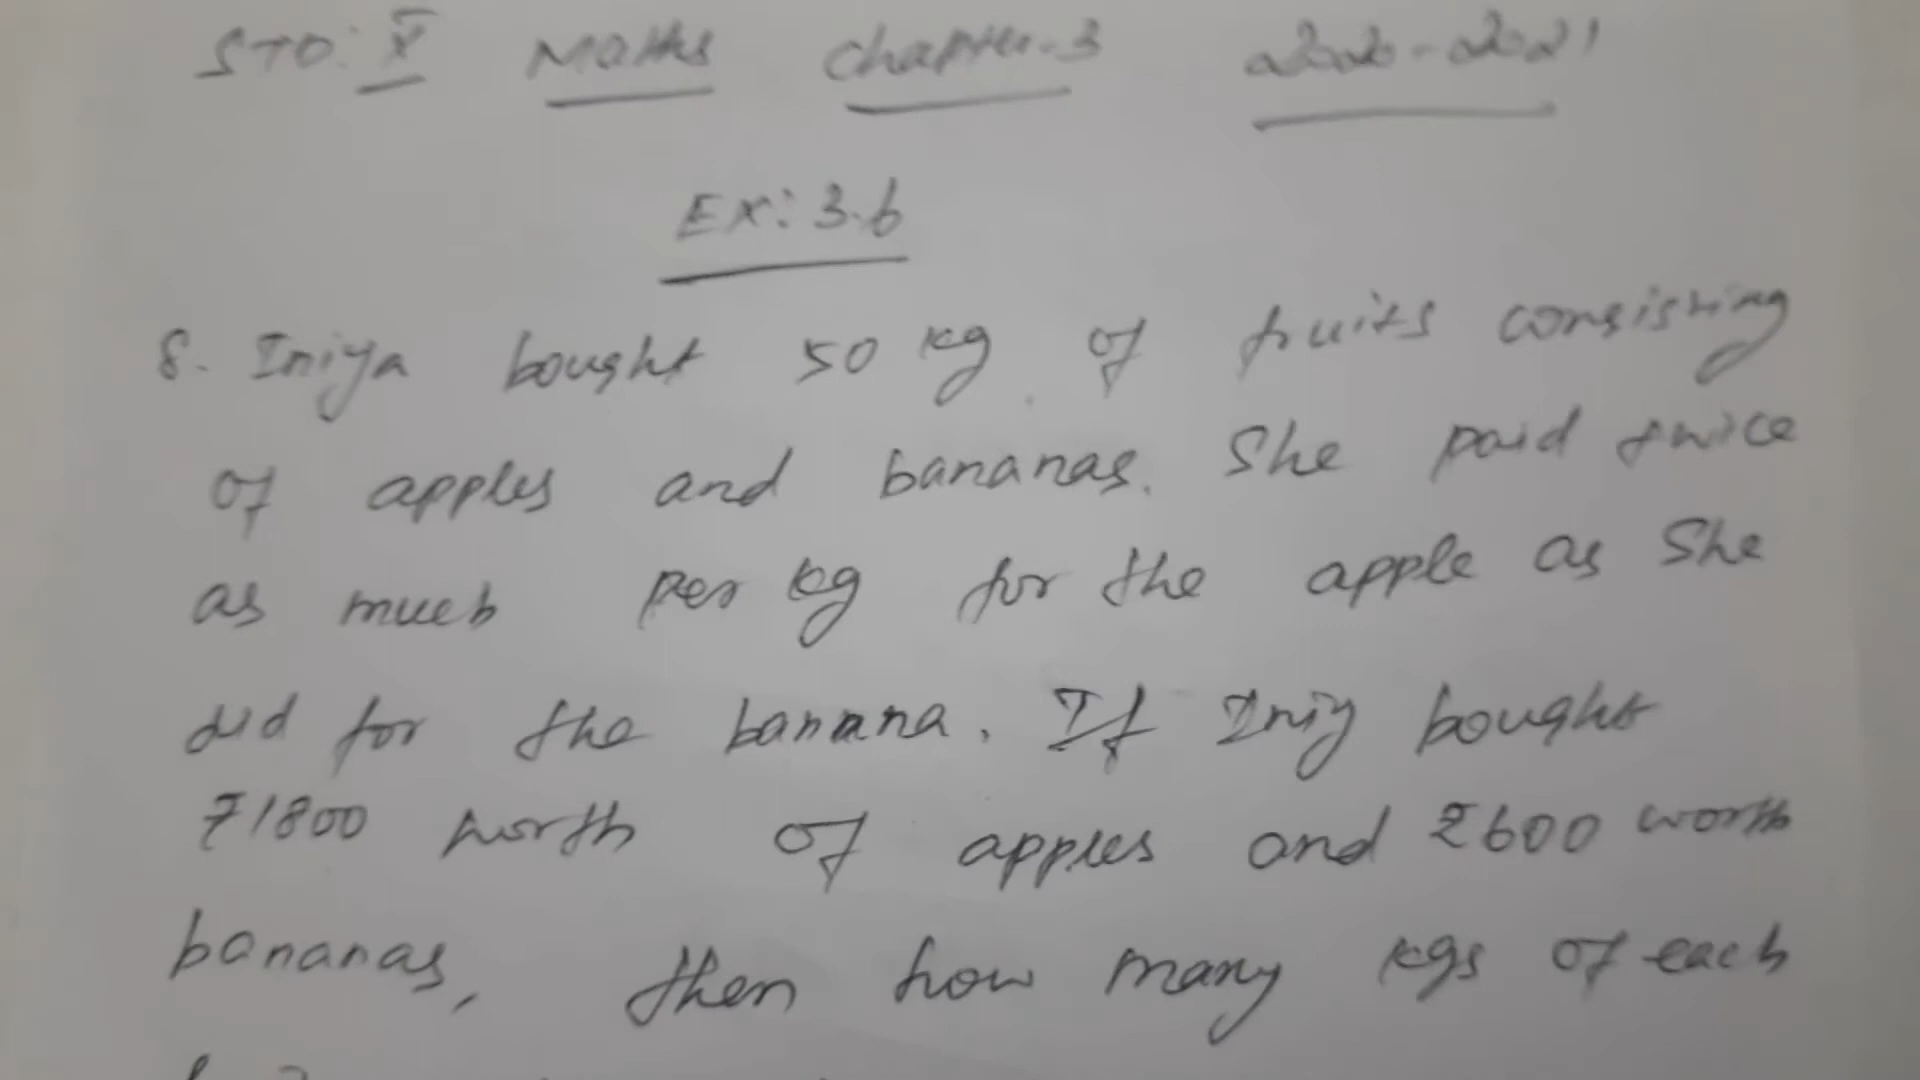 STD: X Maths Chapter-3 2020-2021
Ex: 3.6
8. Iniya bought 50 kg of fruits consisting
of apples and bananas. She paid twice
as much per kg for the apple as She
did for the banana. If Iniy bought
₹1800 worth of apples and ₹600 worth
bananas, then how many kgs of each